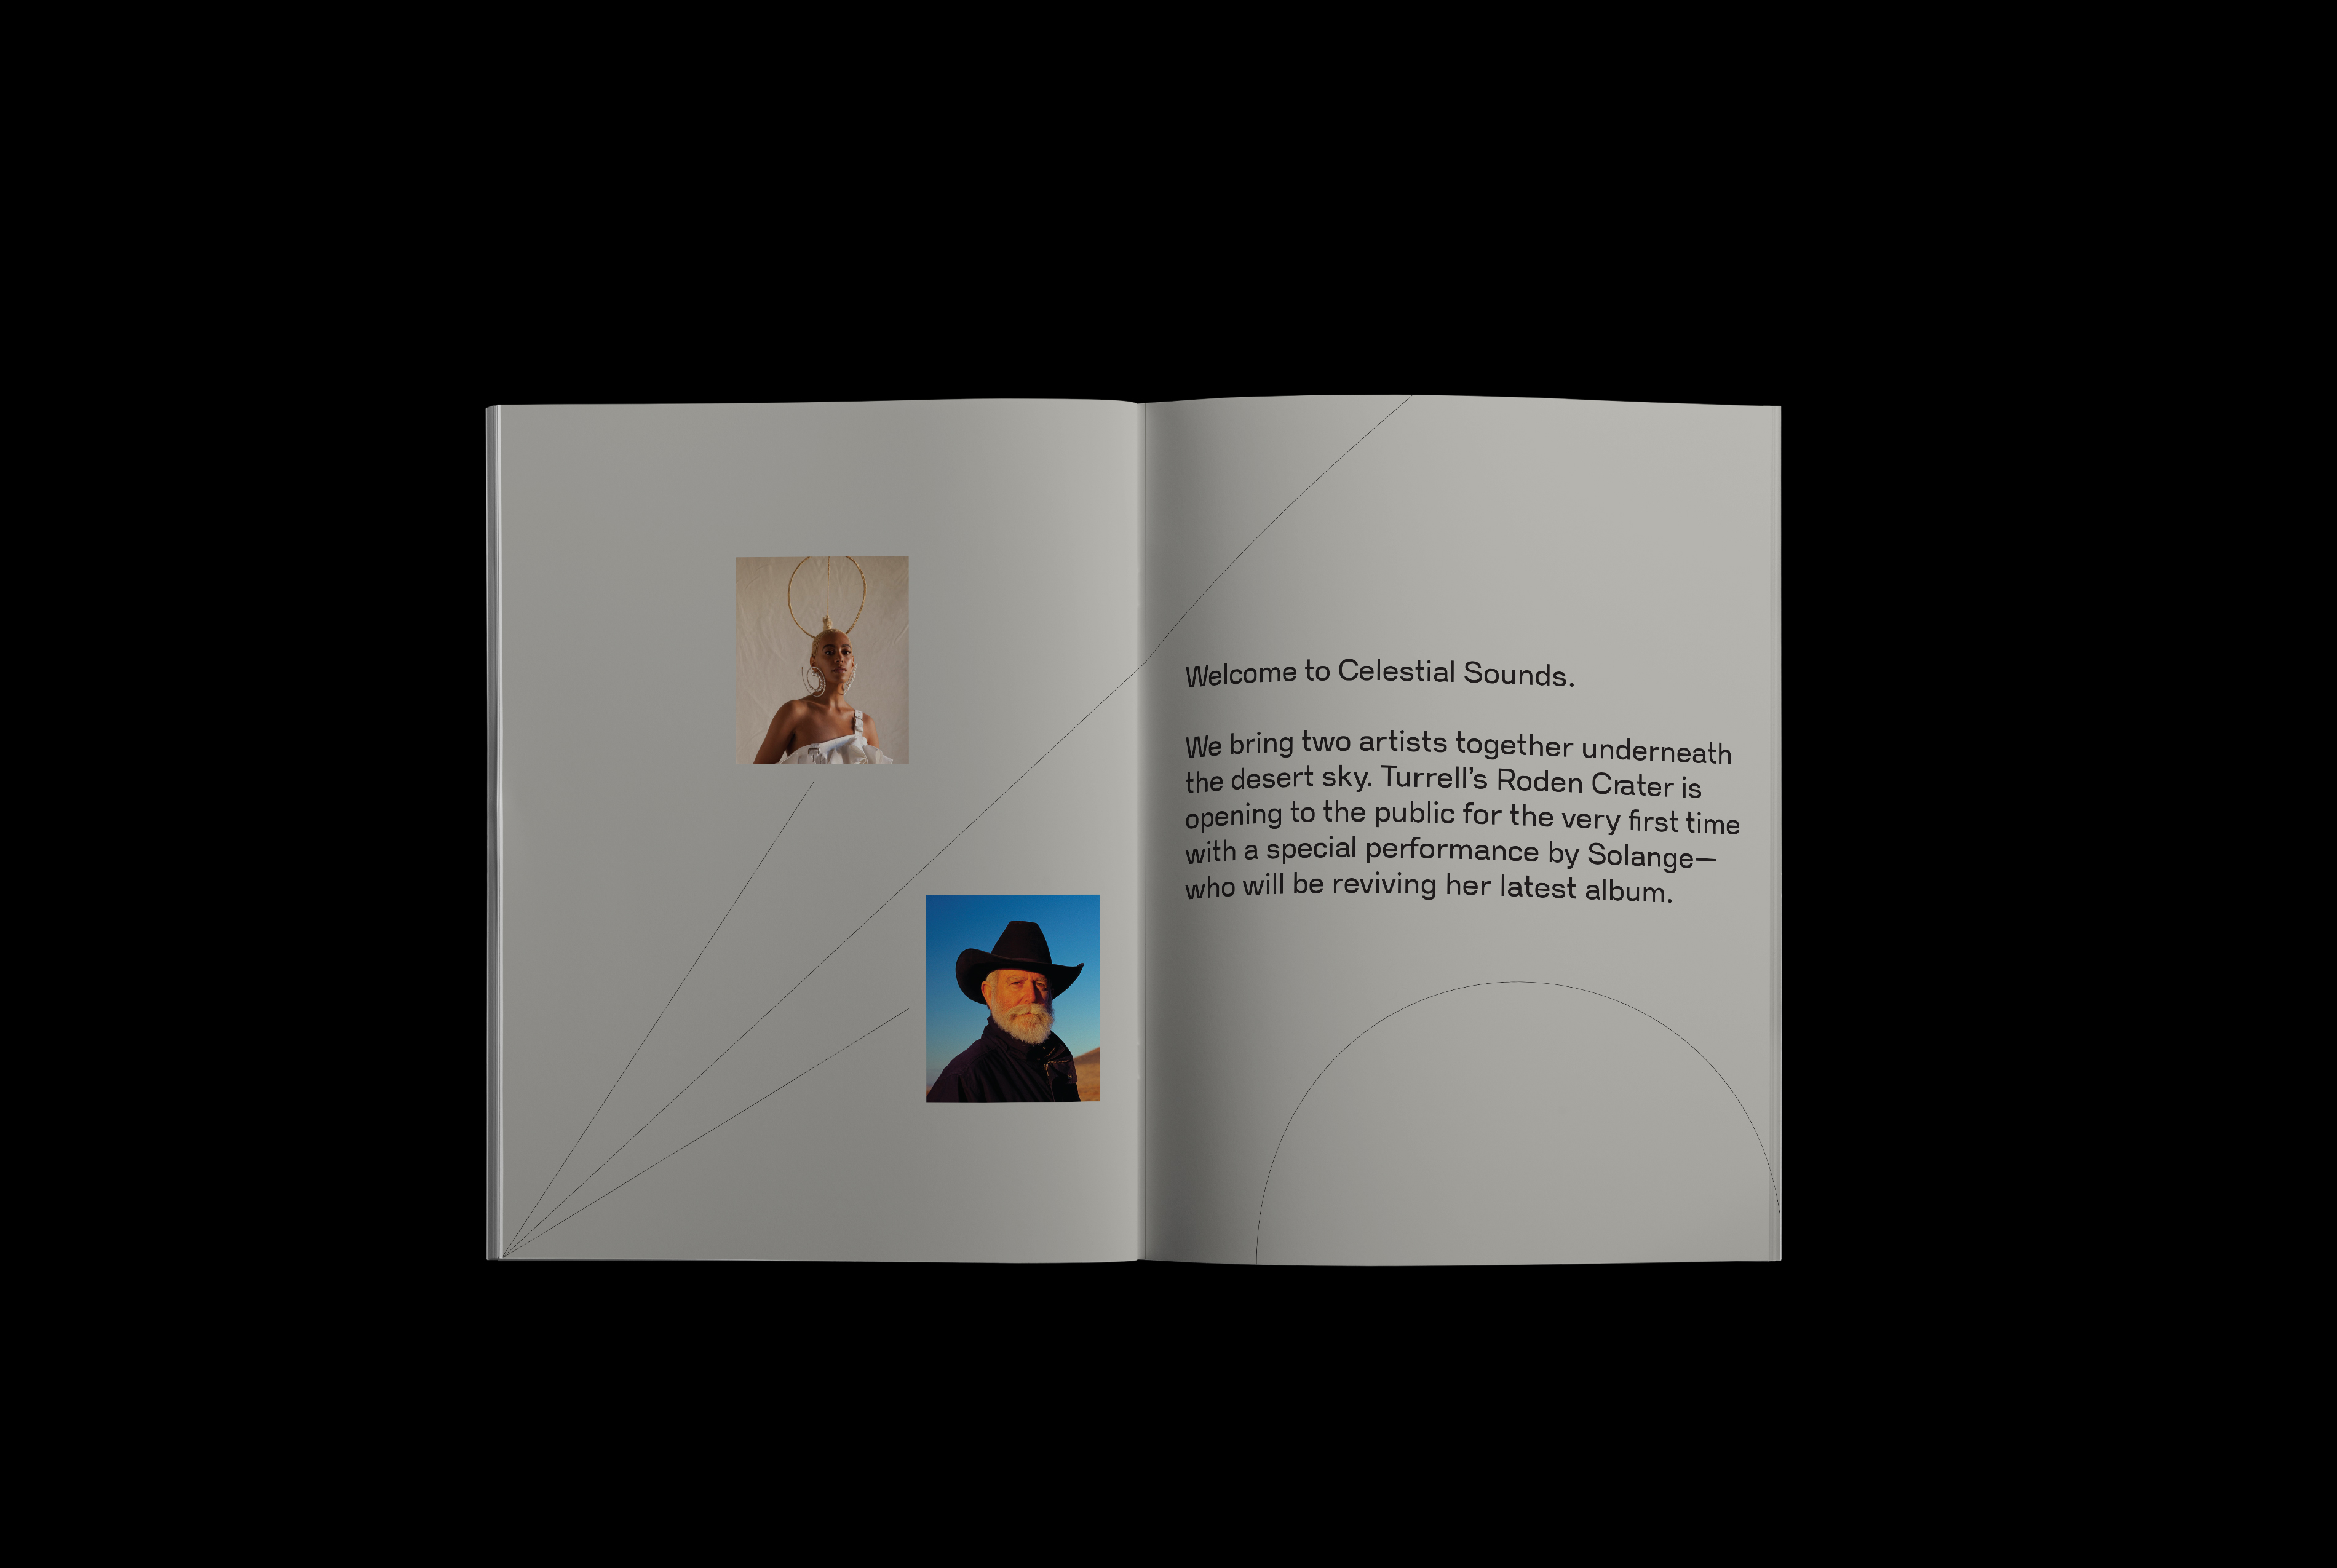 Welcome to Celestial Sounds.
We bring two artists together underneath
the desert sky. Turrell’s Roden Crater is
opening to the public for the very first time
with a special performance by Solange—
who will be reviving her latest album.